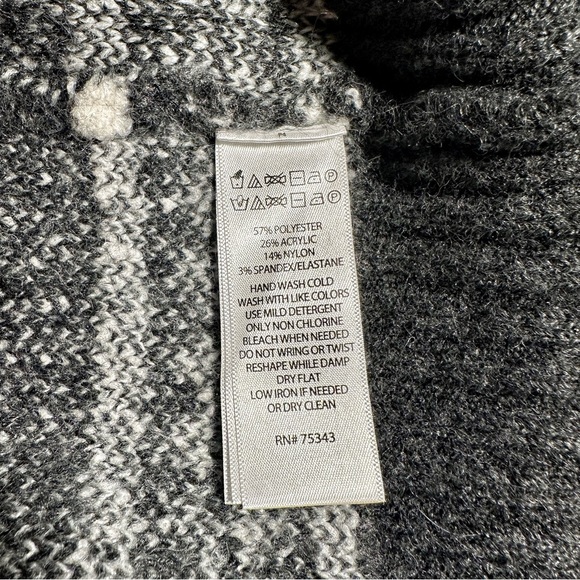 M
57% POLYESTER
26% ACRYLIC
14% NYLON
3% SPANDEX/ELASTANE
HAND WASH COLD
WASH WITH LIKE COLORS
USE MILD DETERGENT
ONLY NON CHLORINE
BLEACH WHEN NEEDED
DO NOT WRING OR TWIST
RESHAPE WHILE DAMP
DRY FLAT
LOW IRON IF NEEDED
OR DRY CLEAN
RN# 75343